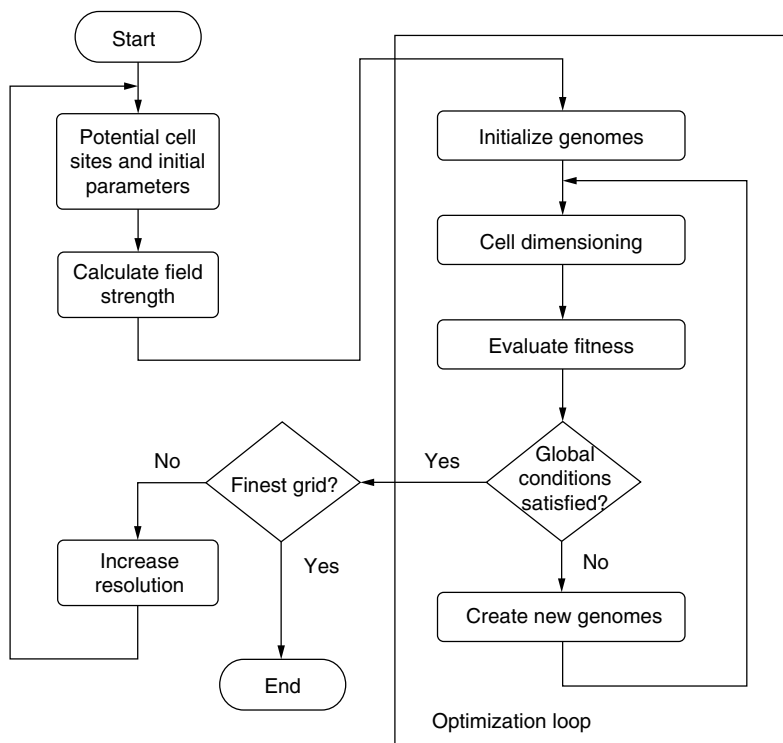 Start
Potential cell
sites and initial
parameters
Calculate field
strength
Initialize genomes
Cell dimensioning
Evaluate fitness
Global
conditions
satisfied?
Yes
No
Finest grid?
No
Yes
Increase
resolution
Create new genomes
End
Optimization loop